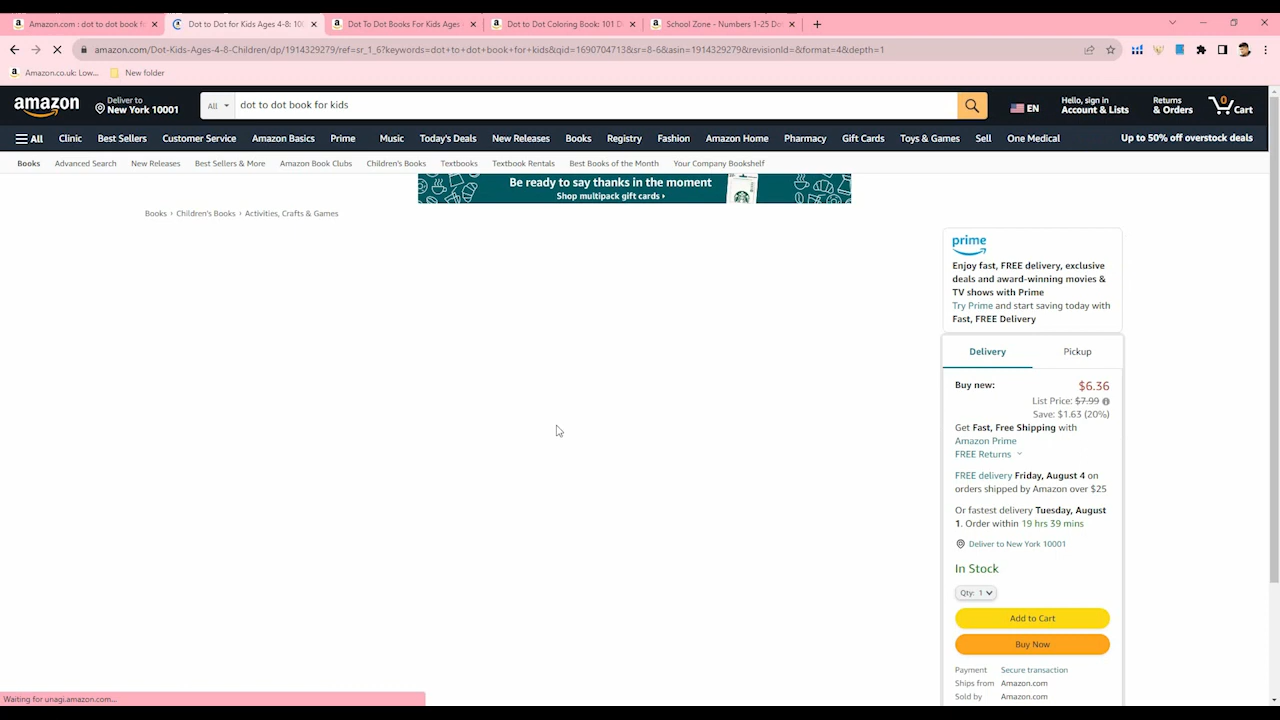 Amazon.com : dot to dot book f
Dot to Dot for Kids Ages 4-8: 100
Dot To Dot Books For Kids Ages
Dot to Dot Coloring Book: 101 D
School Zone - Numbers 1-25 Do
amazon.com/Dot-Kids-Ages-4-8-Children/dp/1914329279/ref=sr_1_6?keywords=dot+to+dot+book+for+kids&qid=1690704713&sr=8-6&asin=1914329279&revisionId=&format=4&depth=1
Amazon.co.uk: Low...
New folder
amazon
Deliver to
New York 10001
All
dot to dot book for kids
EN
Hello, sign in
Account & Lists
Returns
& Orders
0
Cart
All
Clinic
Best Sellers
Customer Service
Amazon Basics
Prime
Music
Today's Deals
New Releases
Books
Registry
Fashion
Amazon Home
Pharmacy
Gift Cards
Toys & Games
Sell
One Medical
Up to 50% off overstock deals
Books
Advanced Search
New Releases
Best Sellers & More
Amazon Book Clubs
Children's Books
Textbooks
Textbook Rentals
Best Books of the Month
Your Company Bookshelf
Be ready to say thanks in the moment
Shop multipack gift cards ›
Books › Children's Books › Activities, Crafts & Games
prime
Enjoy fast, FREE delivery, exclusive
deals and award-winning movies &
TV shows with Prime
Try Prime and start saving today with
Fast, FREE Delivery
Delivery
Pickup
Buy new:
$6.36
List Price: $7.99
Save: $1.63 (20%)
Get Fast, Free Shipping with
Amazon Prime
FREE Returns
FREE delivery Friday, August 4 on
orders shipped by Amazon over $25
Or fastest delivery Tuesday, August
1. Order within 19 hrs 39 mins
Deliver to New York 10001
In Stock
Qty: 1
Add to Cart
Buy Now
Payment Secure transaction
Ships from Amazon.com
Sold by Amazon.com
Waiting for unagi.amazon.com...